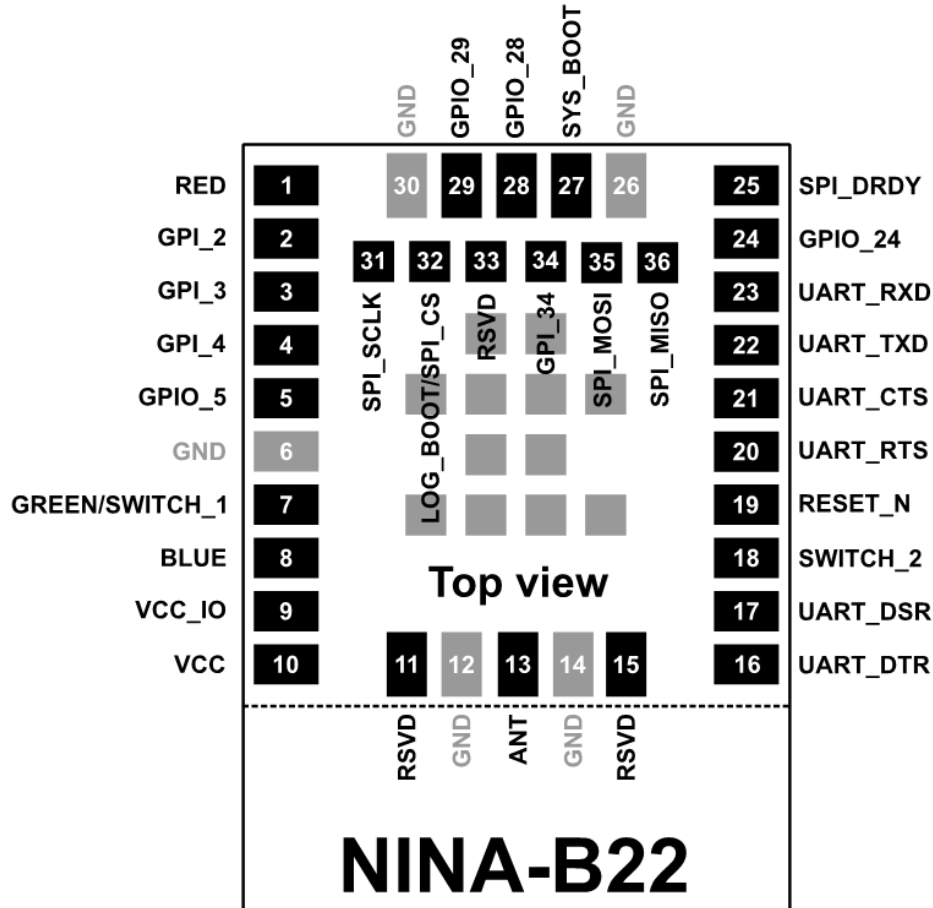 GND
GPIO_29
GPIO_28
SYS_BOOT
GND
30
29
28
27
26
RED 1
GPI_2 2
GPI_3 3
GPI_4 4
GPIO_5 5
GND 6
GREEN/SWITCH_1 7
BLUE 8
VCC_IO 9
VCC 10
31
32
33
34
35
36
SPI_SCLK
LOG_BOOT/SPI_CS
RSVD
GPI_34
SPI_MOSI
SPI_MISO
25 SPI_DRDY
24 GPIO_24
23 UART_RXD
22 UART_TXD
21 UART_CTS
20 UART_RTS
19 RESET_N
18 SWITCH_2
17 UART_DSR
16 UART_DTR
Top view
11
12
13
14
15
RSVD
GND
ANT
GND
RSVD
NINA-B22